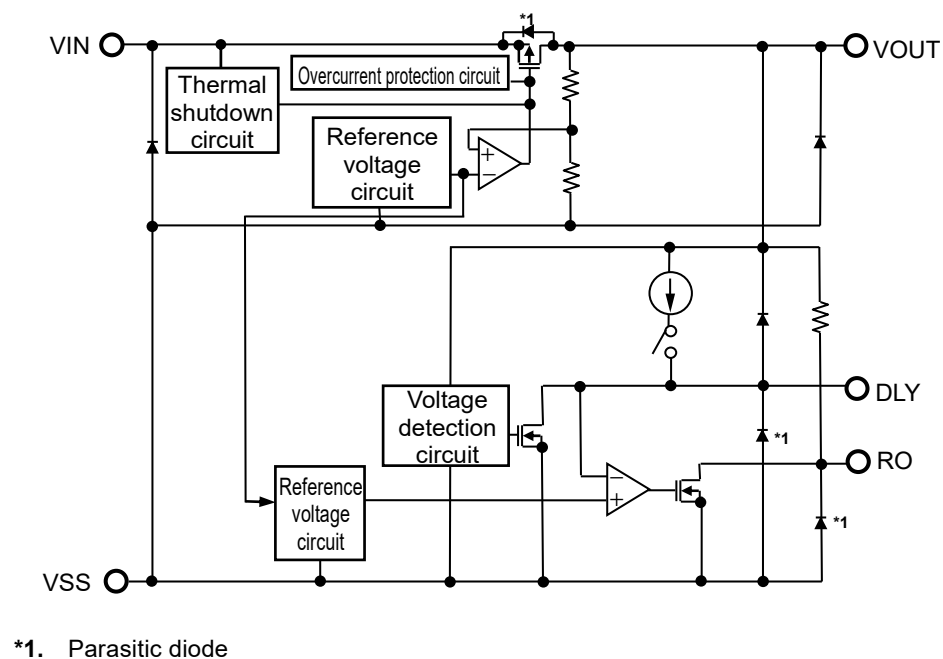 *1
VIN
VOUT
Overcurrent protection circuit
Thermal
shutdown
circuit
Reference
voltage
circuit
+
−
Voltage
detection
circuit
DLY
*1
RO
Reference
voltage
circuit
−
+
*1
VSS
*1. Parasitic diode